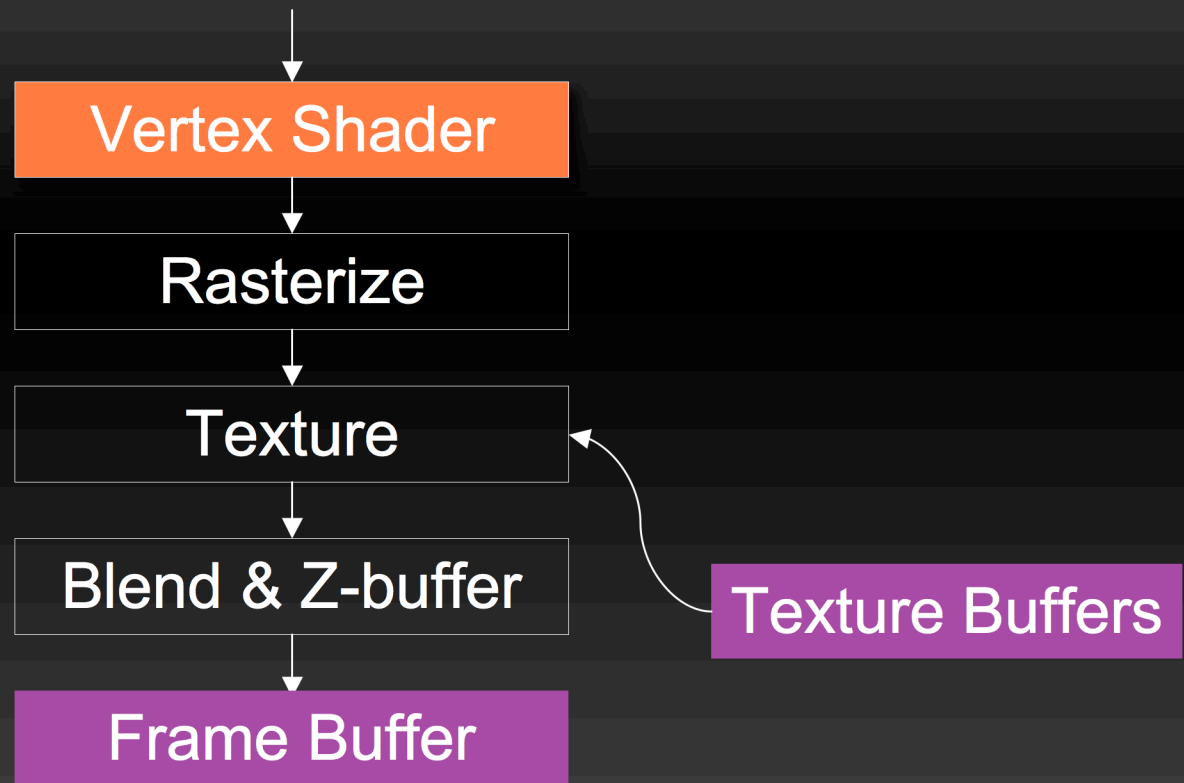 Vertex Shader
Rasterize
Texture
Blend & Z-buffer
Texture Buffers
Frame Buffer